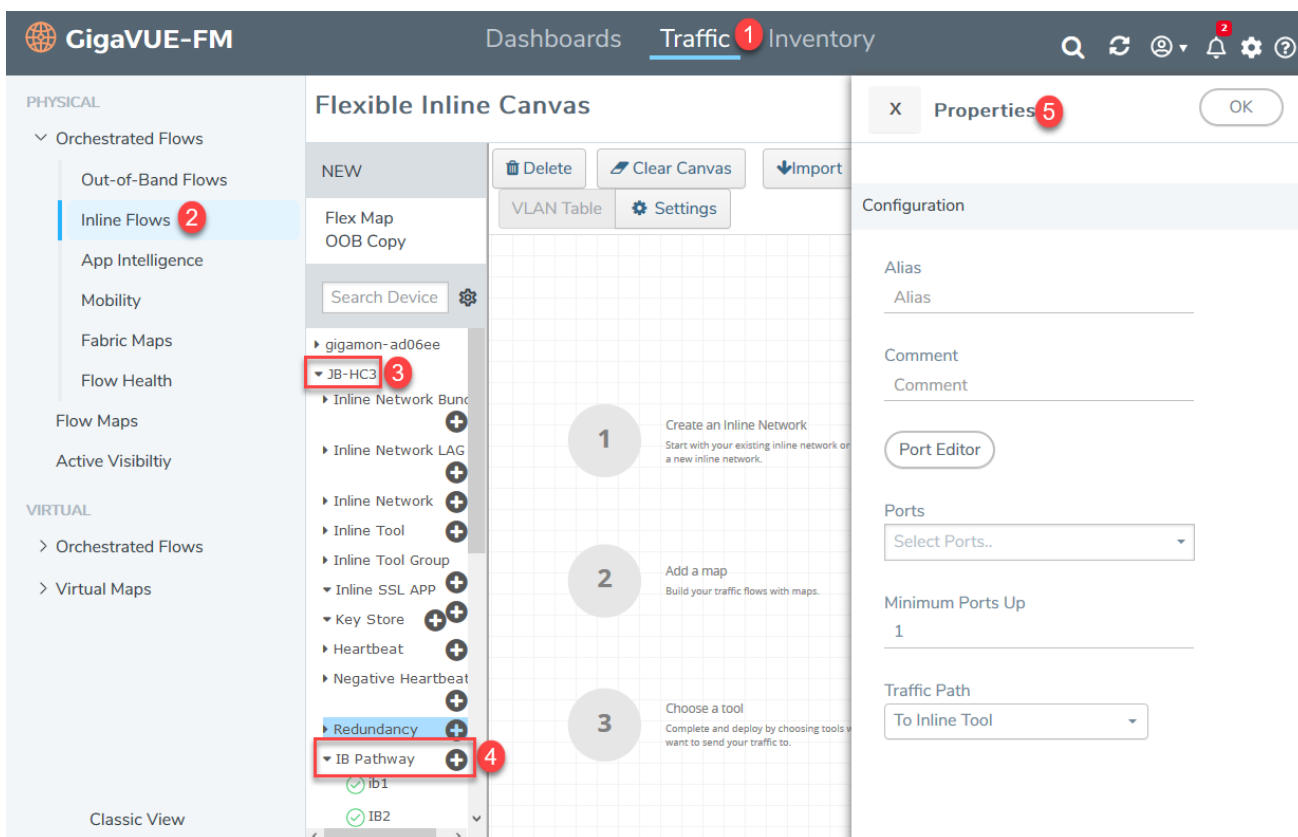 GigaVUE-FM
Dashboards Traffic 1 Inventory
2
PHYSICAL
Orchestrated Flows
Out-of-Band Flows
Inline Flows 2
App Intelligence
Mobility
Fabric Maps
Flow Health
Flow Maps
Active Visibiltiy
VIRTUAL
Orchestrated Flows
Virtual Maps
Classic View
Flexible Inline Canvas
NEW
Flex Map
OOB Copy
Search Device
gigamon-ad06ee
JB-HC3 3
Inline Network Bund
Inline Network LAG
Inline Network
Inline Tool
Inline Tool Group
Inline SSL APP
Key Store
Heartbeat
Negative Heartbeat
Redundancy
IB Pathway 4
ib1
IB2
Delete Clear Canvas Import
VLAN Table Settings
1 Create an Inline Network
Start with your existing inline network or
a new inline network.
2 Add a map
Build your traffic flows with maps.
3 Choose a tool
Complete and deploy by choosing tools w
want to send your traffic to.
X Properties 5 OK
Configuration
Alias
Alias
Comment
Comment
Port Editor
Ports
Select Ports..
Minimum Ports Up
1
Traffic Path
To Inline Tool